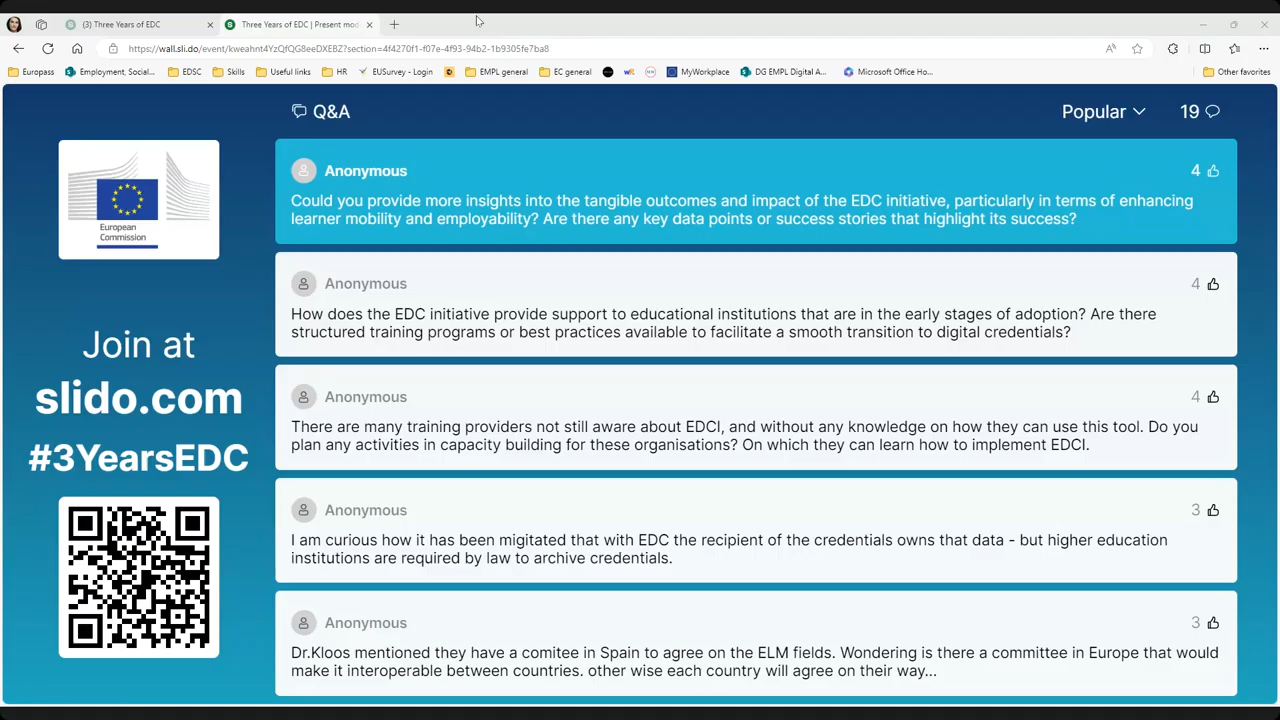 (3) Three Years of EDC
Three Years of EDC | Present mod
https://wall.sli.do/event/kweahnt4YzQfQG8eeDXEBZ?section=4f4270f1-f07e-4f93-94b2-1b9305fe7ba8
Europass
Employment, Social...
EDSC
Skills
Useful links
HR
EUSurvey - Login
EMPL general
EC general
MyWorkplace
DG EMPL Digital A...
Microsoft Office Ho...
Other favorites
Q&A
Popular
19
European
Commission
Join at
slido.com
#3YearsEDC
Anonymous
4
Could you provide more insights into the tangible outcomes and impact of the EDC initiative, particularly in terms of enhancing
learner mobility and employability? Are there any key data points or success stories that highlight its success?
Anonymous
4
How does the EDC initiative provide support to educational institutions that are in the early stages of adoption? Are there
structured training programs or best practices available to facilitate a smooth transition to digital credentials?
Anonymous
4
There are many training providers not still aware about EDCI, and without any knowledge on how they can use this tool. Do you
plan any activities in capacity building for these organisations? On which they can learn how to implement EDCI.
Anonymous
3
I am curious how it has been migitated that with EDC the recipient of the credentials owns that data - but higher education
institutions are required by law to archive credentials.
Anonymous
3
Dr.Kloos mentioned they have a comitee in Spain to agree on the ELM fields. Wondering is there a committee in Europe that would
make it interoperable between countries. other wise each country will agree on their way...